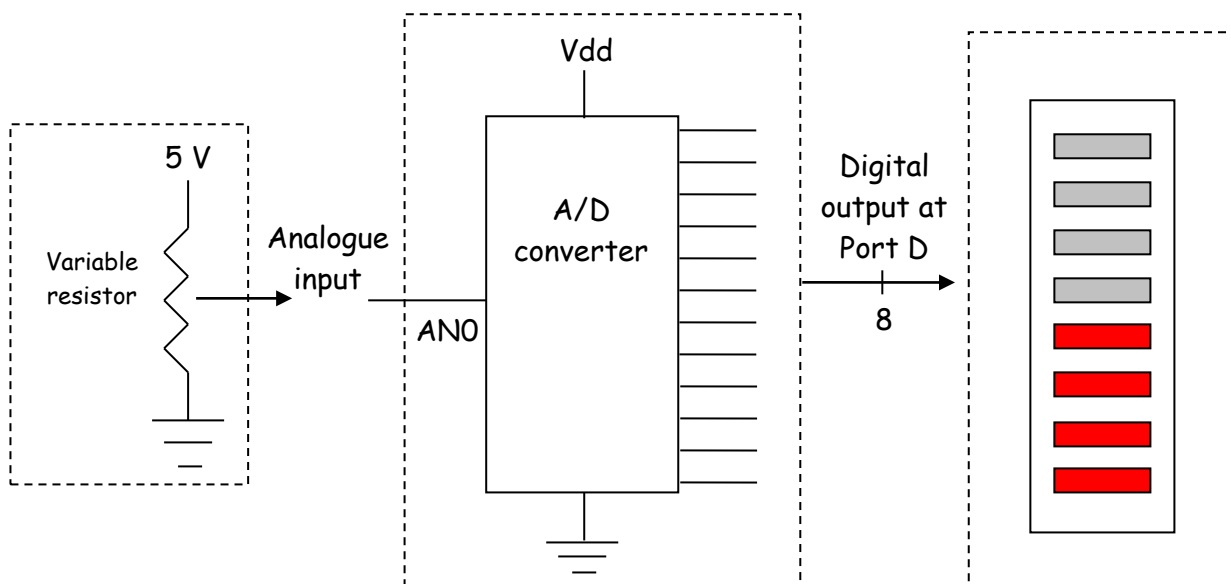 5 V
Variable
resistor
Analogue
input
Vdd
AN0
A/D
converter
Digital
output at
Port D
8